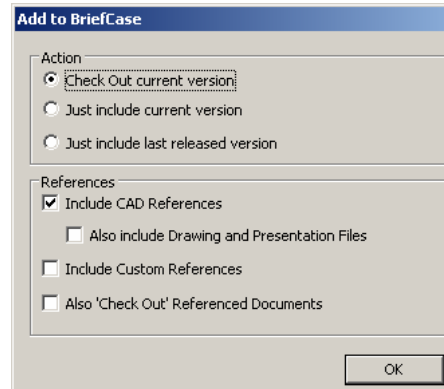 Add to BriefCase
Action
Check Out current version
Just include current version
Just include last released version
References
Include CAD References
Also include Drawing and Presentation Files
Include Custom References
Also 'Check Out' Referenced Documents
OK